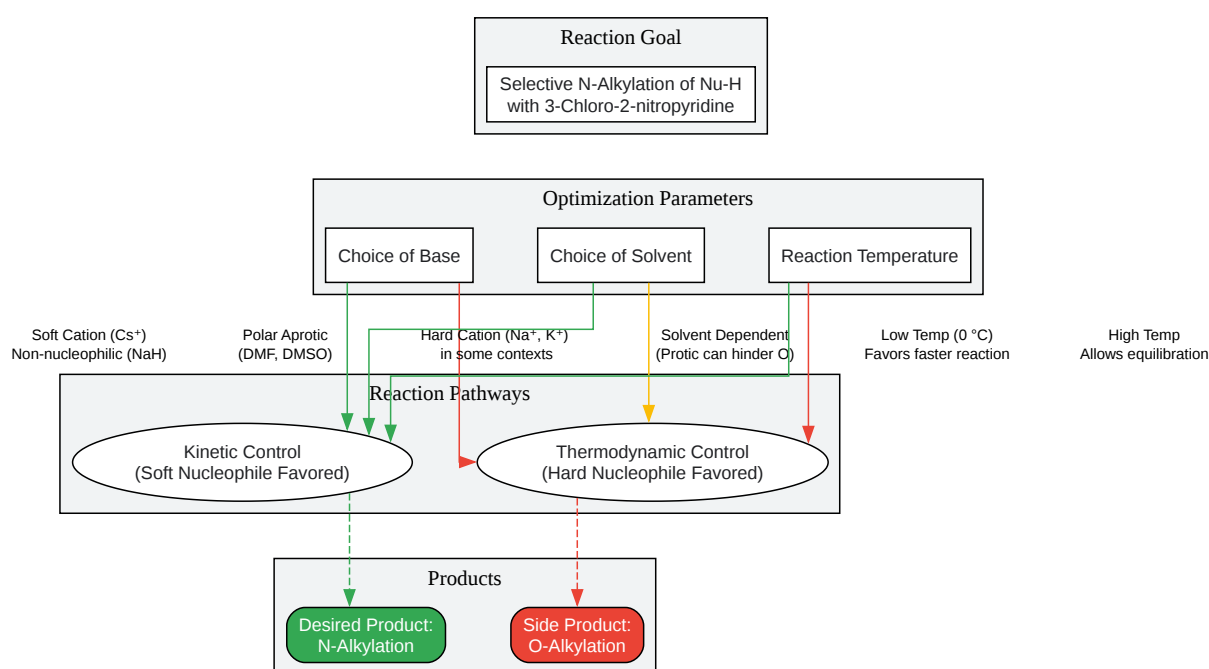 Reaction Goal
Selective N-Alkylation of Nu-H
with 3-Chloro-2-nitropyridine
Optimization Parameters
Choice of Base
Choice of Solvent
Reaction Temperature
Soft Cation (Cs⁺)
Non-nucleophilic (NaH)
Polar Aprotic
(DMF, DMSO)
Hard Cation (Na⁺, K⁺)
in some contexts
Solvent Dependent
(Protic can hinder O)
Low Temp (0 °C)
Favors faster reaction
High Temp
Allows equilibration
Reaction Pathways
Kinetic Control
(Soft Nucleophile Favored)
Thermodynamic Control
(Hard Nucleophile Favored)
Products
Desired Product:
N-Alkylation
Side Product:
O-Alkylation